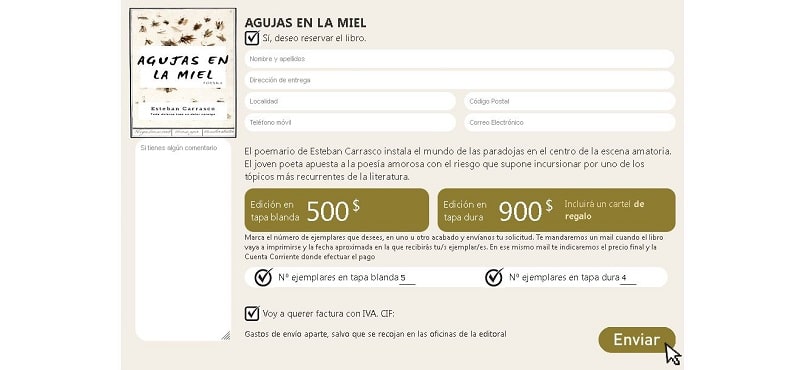 AGUJAS EN LA MIEL
Sí, deseo reservar el libro.
AGUJAS EN
LA MIEL
POEMAS
Esteban Carrasco
Nombre y apellidos
Dirección de entrega
Localidad
Código Postal
Teléfono móvil
Correo Electrónico
Si tienes algún comentario
El poemario de Esteban Carrasco instala el mundo de las paradojas en el centro de la escena amatoria.
El joven poeta apuesta a la poesía amorosa con el riesgo que supone incursionar por uno de los
tópicos más recurrentes de la literatura.
Edición en
tapa blanda 500 $
Edición en
tapa dura 900 $
Incluirá un cartel de
regalo
Marca el número de ejemplares que desees, en uno u otro acabado y envíanos tu solicitud. Te mandaremos un mail cuando el libro
vaya a imprimirse y la fecha aproximada en la que recibirás tu/s ejemplar/es. En ese mismo mail te indicaremos el precio final y la
Cuenta Corriente donde efectuar el pago
Nº ejemplares en tapa blanda 5
Nº ejemplares en tapa dura 4
Voy a querer factura con IVA. CIF:
Gastos de envío aparte, salvo que se recojan en las oficinas de la editoral
Enviar